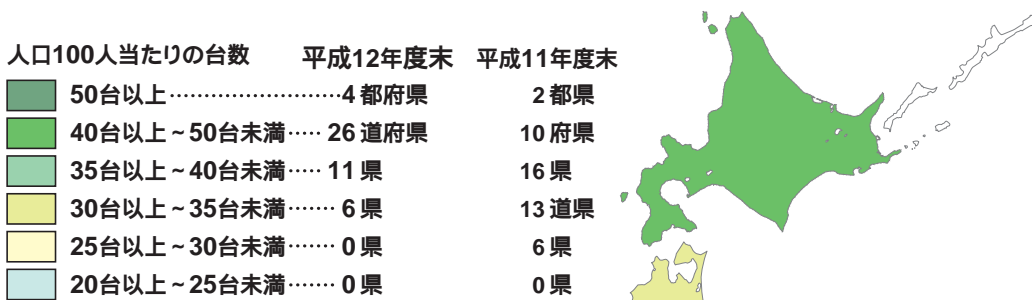 人口100人当たりの台数 平成12年度末 平成11年度末
50台以上……………………4都府県 2都県
40台以上~50台未満…… 26道府県 10府県
35台以上~40台未満…… 11県 16県
30台以上~35台未満…… 6県 13道県
25台以上~30台未満…… 0県 6県
20台以上~25台未満…… 0県 0県